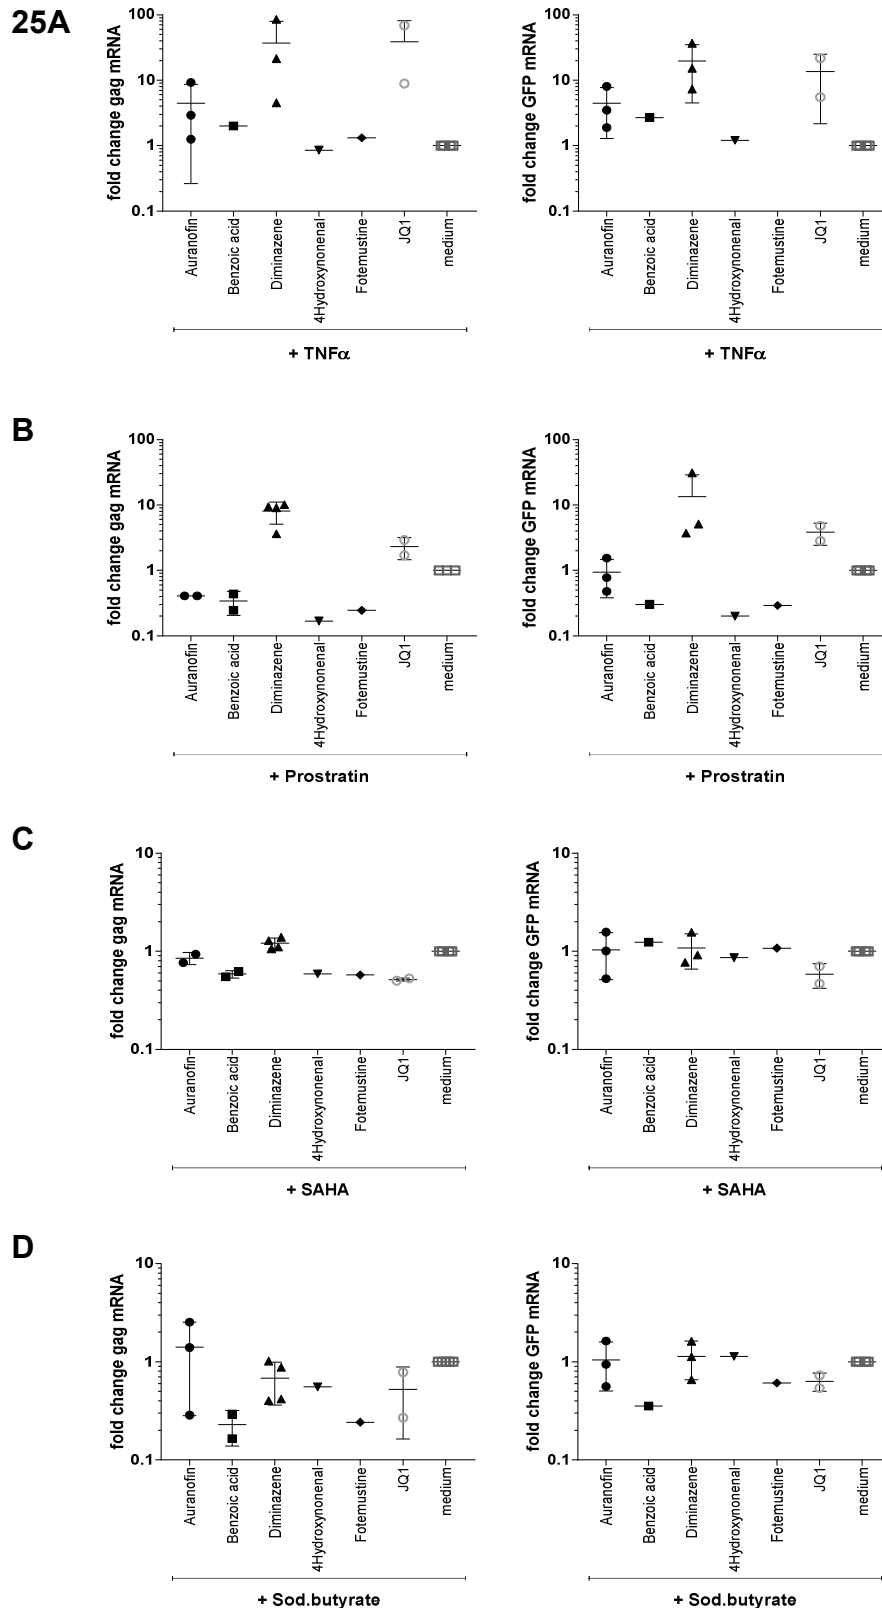 25A
fold change gag mRNA
100
10
1
0.1
Auranofin
Benzoic acid
Diminazene
4Hydroxynonenal
Fotemustine
JQ1
medium
+ TNFα
fold change GFP mRNA
100
10
1
0.1
Auranofin
Benzoic acid
Diminazene
4Hydroxynonenal
Fotemustine
JQ1
medium
+ TNFα
B
fold change gag mRNA
100
10
1
0.1
Auranofin
Benzoic acid
Diminazene
4Hydroxynonenal
Fotemustine
JQ1
medium
+ Prostratin
fold change GFP mRNA
100
10
1
0.1
Auranofin
Benzoic acid
Diminazene
4Hydroxynonenal
Fotemustine
JQ1
medium
+ Prostratin
C
fold change gag mRNA
10
1
0.1
Auranofin
Benzoic acid
Diminazene
4Hydroxynonenal
Fotemustine
JQ1
medium
+ SAHA
fold change GFP mRNA
10
1
0.1
Auranofin
Benzoic acid
Diminazene
4Hydroxynonenal
Fotemustine
JQ1
medium
+ SAHA
D
fold change gag mRNA
10
1
0.1
Auranofin
Benzoic acid
Diminazene
4Hydroxynonenal
Fotemustine
JQ1
medium
+ Sod.butyrate
fold change GFP mRNA
10
1
0.1
Auranofin
Benzoic acid
Diminazene
4Hydroxynonenal
Fotemustine
JQ1
medium
+ Sod.butyrate